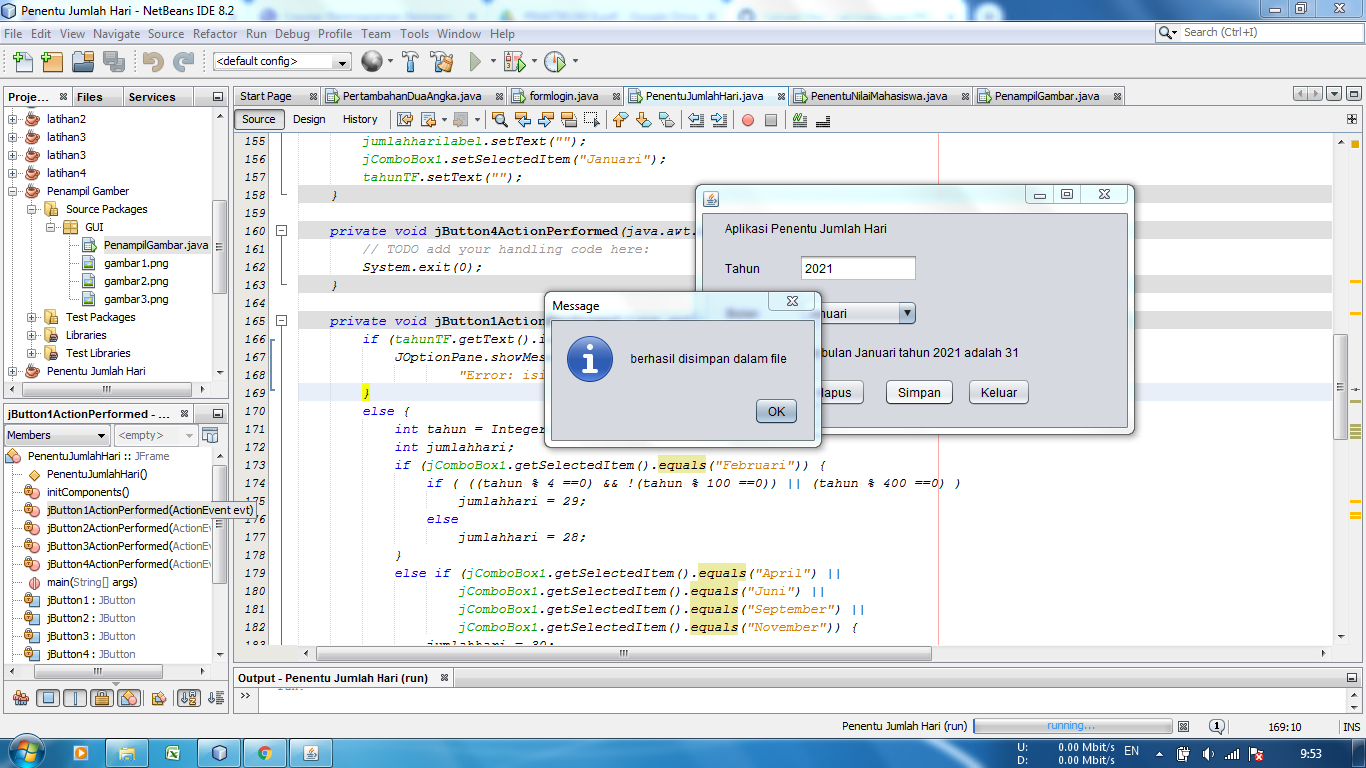 Penentu Jumlah Hari - NetBeans IDE 8.2
File Edit View Navigate Source Refactor Run Debug Profile Team Tools Window Help
Search (Ctrl+I)
<default config>
Proje... Files Services
Start Page PertambahanDuaAngka.java formlogin.java PenentuJumlahHari.java PenentuNilaiMahasiswa.java PenampilGambar.java
Source Design History
latihan2
latihan3
latihan3
latihan4
Penampil Gamber
Source Packages
GUI
PenampilGambar.java
gambar1.png
gambar2.png
gambar3.png
Test Packages
Libraries
Test Libraries
Penentu Jumlah Hari
jButton1ActionPerformed - ...
Members <empty>
PenentuJumlahHari :: JFrame
PenentuJumlahHari()
initComponents()
jButton1ActionPerformed(ActionEvent evt)
jButton2ActionPerformed(ActionEv
jButton3ActionPerformed(ActionEv
jButton4ActionPerformed(ActionEv
main(String[] args)
jButton1 : JButton
jButton2 : JButton
jButton3 : JButton
jButton4 : JButton
155 jumlahharilabel.setText("");
156 jComboBox1.setSelectedItem("Januari");
157 tahunTF.setText("");
158 }
159
160 private void jButton4ActionPerformed(java.awt.
161 // TODO add your handling code here:
162 System.exit(0);
163 }
164
165 private void jButton1Action
166 if (tahunTF.getText().i
167 JOptionPane.showMes
168 "Error: isi
169 }
170 else {
171 int tahun = Integer
172 int jumlahhari;
173 if (jComboBox1.getSelectedItem().equals("Februari")) {
174 if ( ((tahun % 4 ==0) && !(tahun % 100 ==0)) || (tahun % 400 ==0) )
175 jumlahhari = 29;
176 else
177 jumlahhari = 28;
178 }
179 else if (jComboBox1.getSelectedItem().equals("April") ||
180 jComboBox1.getSelectedItem().equals("Juni") ||
181 jComboBox1.getSelectedItem().equals("September") ||
182 jComboBox1.getSelectedItem().equals("November")) {
183 jumlahhari = 30;
Aplikasi Penentu Jumlah Hari
Tahun 2021
nuari
bulan Januari tahun 2021 adalah 31
apus Simpan Keluar
Message
berhasil disimpan dalam file
OK
Output - Penentu Jumlah Hari (run)
run:
Penentu Jumlah Hari (run) running... 169:10 INS
U: 0.00 Mbit/s
D: 0.00 Mbit/s
EN
9:53